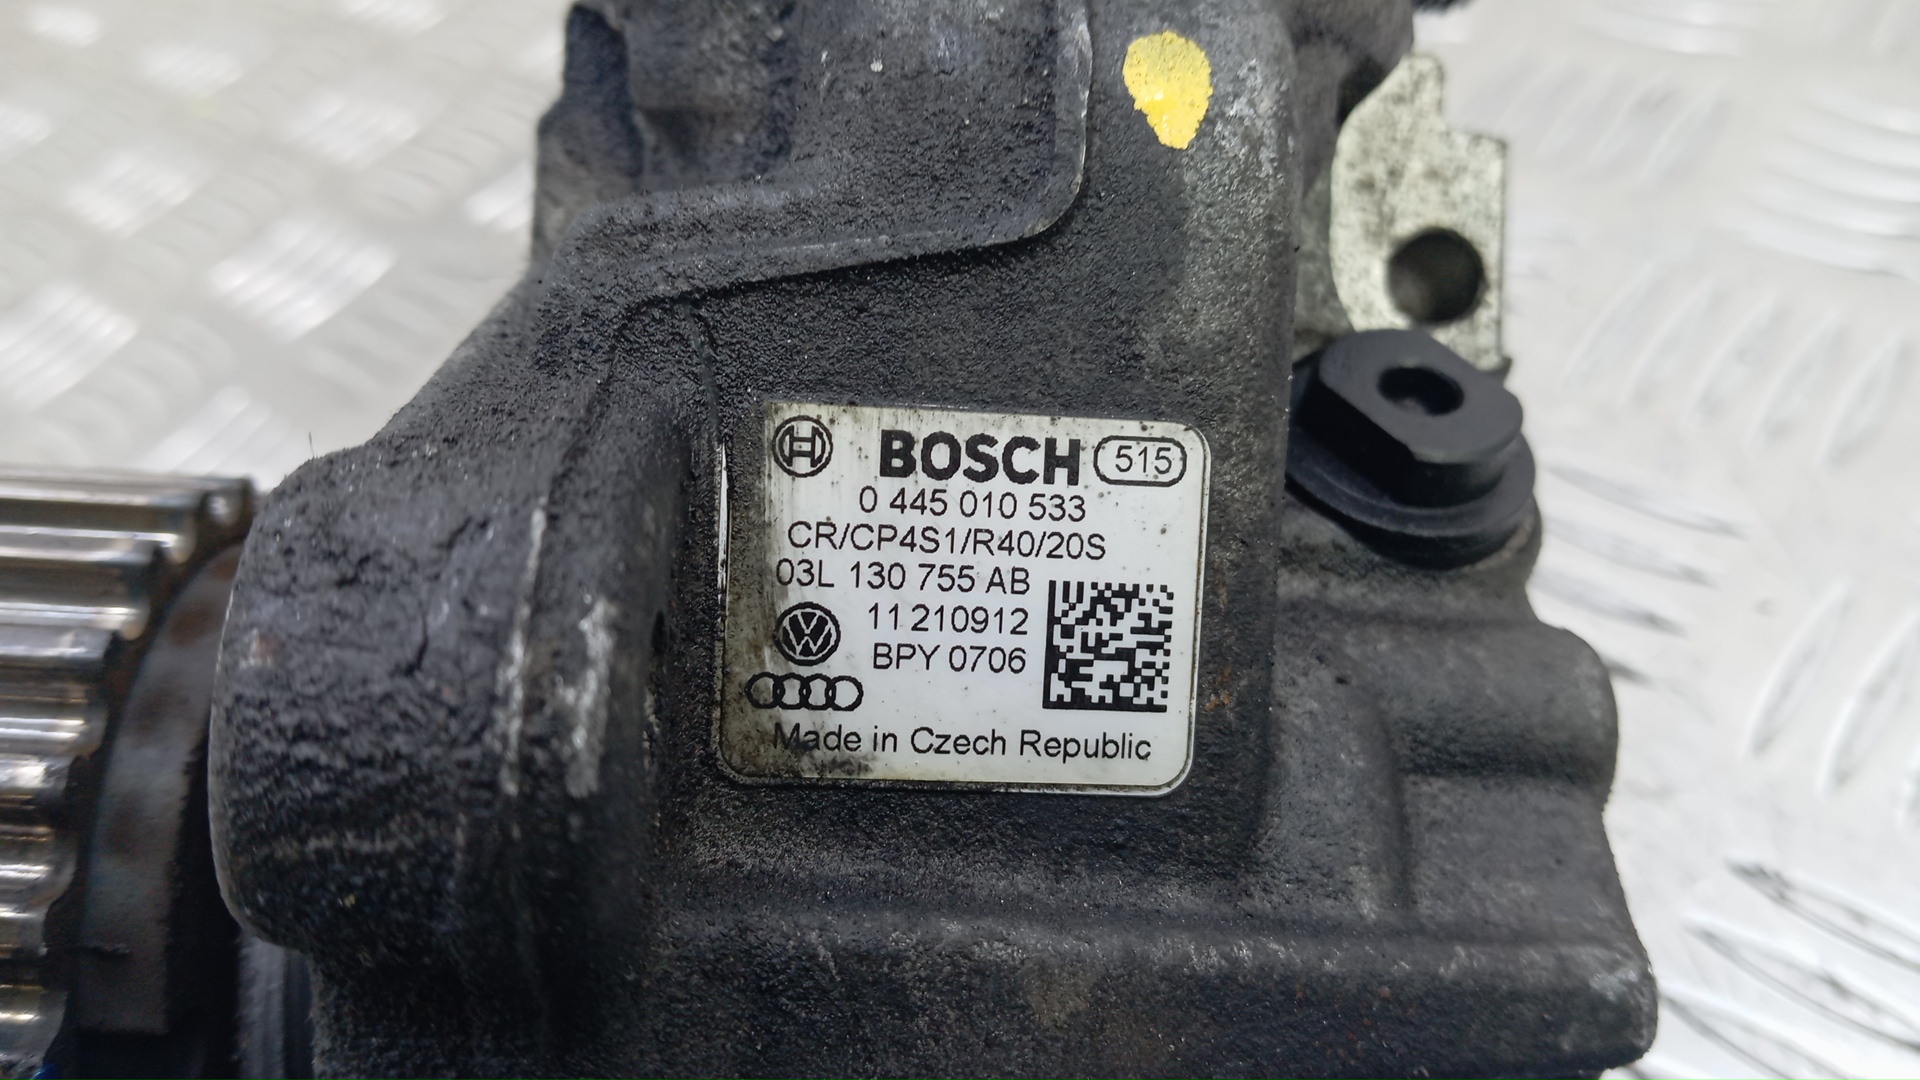 BOSCH 515
0 445 010 533
CR/CP4S1/R40/20S
03L 130 755 AB
11 210912
BPY 0706
Made in Czech Republic